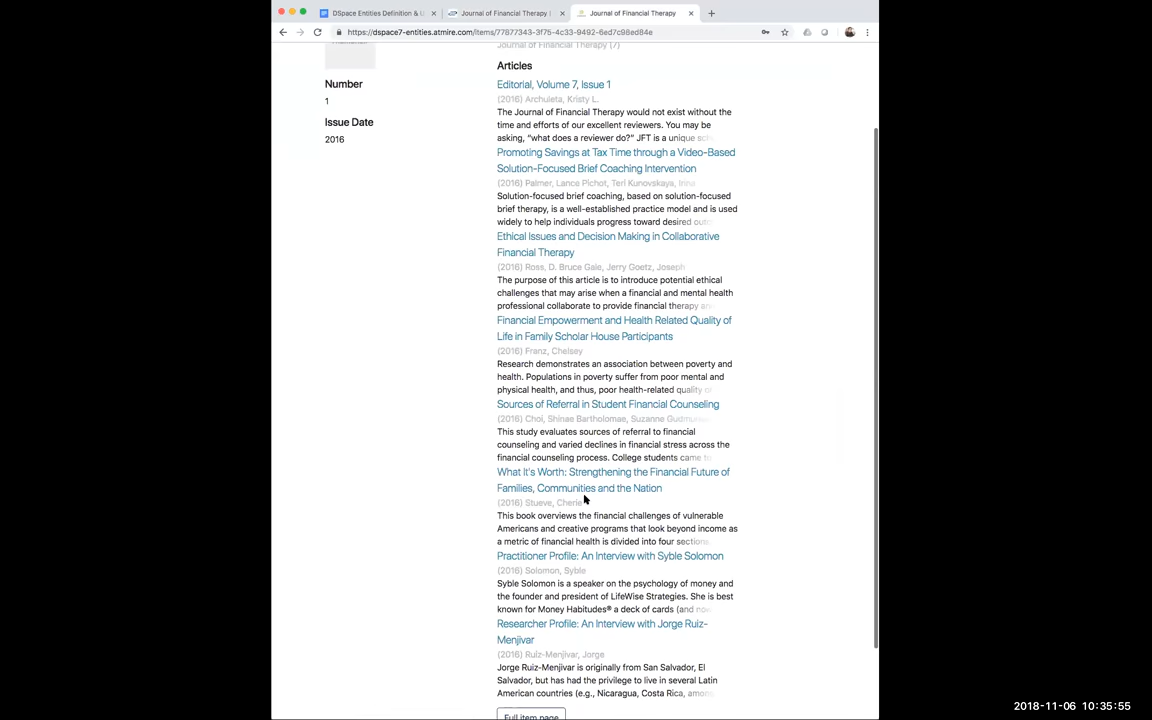 DSpace Entities Definition & U
Journal of Financial Therapy |
Journal of Financial Therapy
https://dspace7-entities.atmire.com/items/77877343-3f75-4c33-9492-6ed7c98ed84e
Journal of Financial Therapy (7)
Number
1
Issue Date
2016
Articles
Editorial, Volume 7, Issue 1
(2016) Archuleta, Kristy L.
The Journal of Financial Therapy would not exist without the
time and efforts of our excellent reviewers. You may be
asking, “what does a reviewer do?” JFT is a unique
Promoting Savings at Tax Time through a Video-Based
Solution-Focused Brief Coaching Intervention
(2016) Palmer, Lance Pichot, Teri Kunovskaya, Irina
Solution-focused brief coaching, based on solution-focused
brief therapy, is a well-established practice model and is used
widely to help individuals progress toward desired
Ethical Issues and Decision Making in Collaborative
Financial Therapy
(2016) Ross, D. Bruce Gale, Jerry Goetz, Joseph
The purpose of this article is to introduce potential ethical
challenges that may arise when a financial and mental health
professional collaborate to provide financial therapy
Financial Empowerment and Health Related Quality of
Life in Family Scholar House Participants
(2016) Franz, Chelsey
Research demonstrates an association between poverty and
health. Populations in poverty suffer from poor mental and
physical health, and thus, poor health-related quality
Sources of Referral in Student Financial Counseling
(2016) Choi, Shinae Bartholomae, Suzanne
This study evaluates sources of referral to financial
counseling and varied declines in financial stress across the
financial counseling process. College students came
What It's Worth: Strengthening the Financial Future of
Families, Communities and the Nation
(2016) Stueve, Cherie
This book overviews the financial challenges of vulnerable
Americans and creative programs that look beyond income as
a metric of financial health is divided into four sections
Practitioner Profile: An Interview with Syble Solomon
(2016) Solomon, Syble
Syble Solomon is a speaker on the psychology of money and
the founder and president of LifeWise Strategies. She is best
known for Money Habitudes® a deck of cards (and now
Researcher Profile: An Interview with Jorge Ruiz-
Menjivar
(2016) Ruiz-Menjivar, Jorge
Jorge Ruiz-Menjivar is originally from San Salvador, El
Salvador, but has had the privilege to live in several Latin
American countries (e.g., Nicaragua, Costa Rica, among
Full item page
2018-11-06 10:35:55